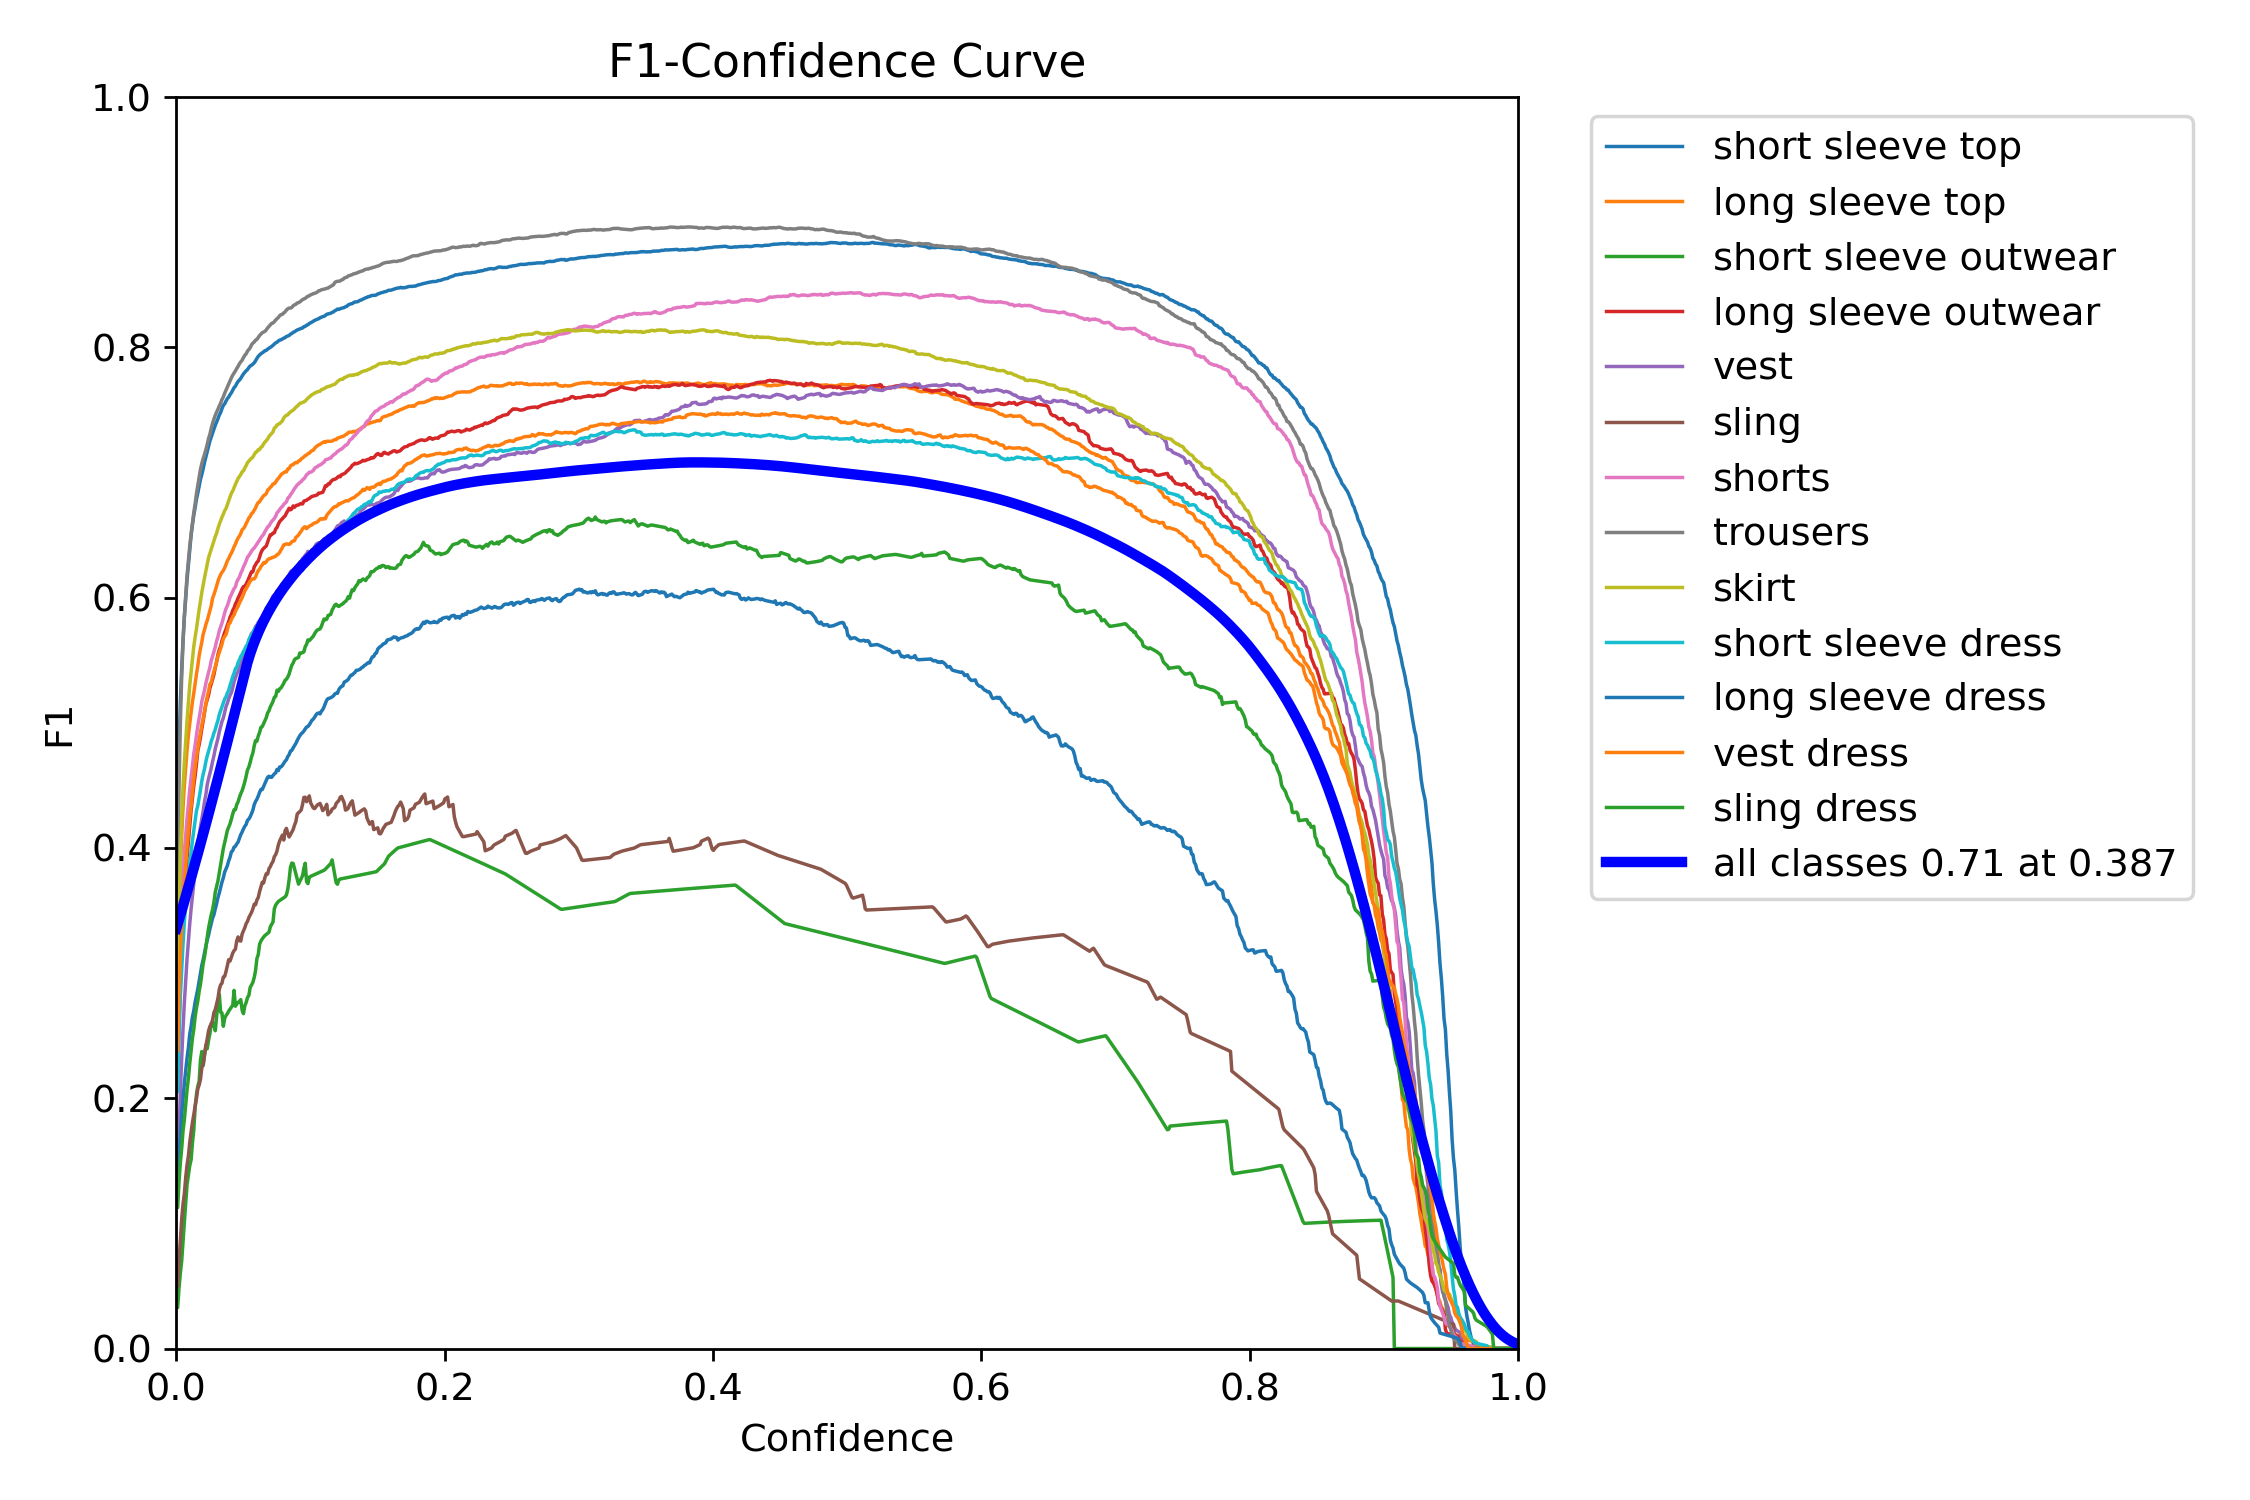 F1-Confidence Curve
1.0
0.8
0.6
0.4
0.2
0.0
F1
0.0 0.2 0.4 0.6 0.8 1.0
Confidence
short sleeve top
long sleeve top
short sleeve outwear
long sleeve outwear
vest
sling
shorts
trousers
skirt
short sleeve dress
long sleeve dress
vest dress
sling dress
all classes 0.71 at 0.387